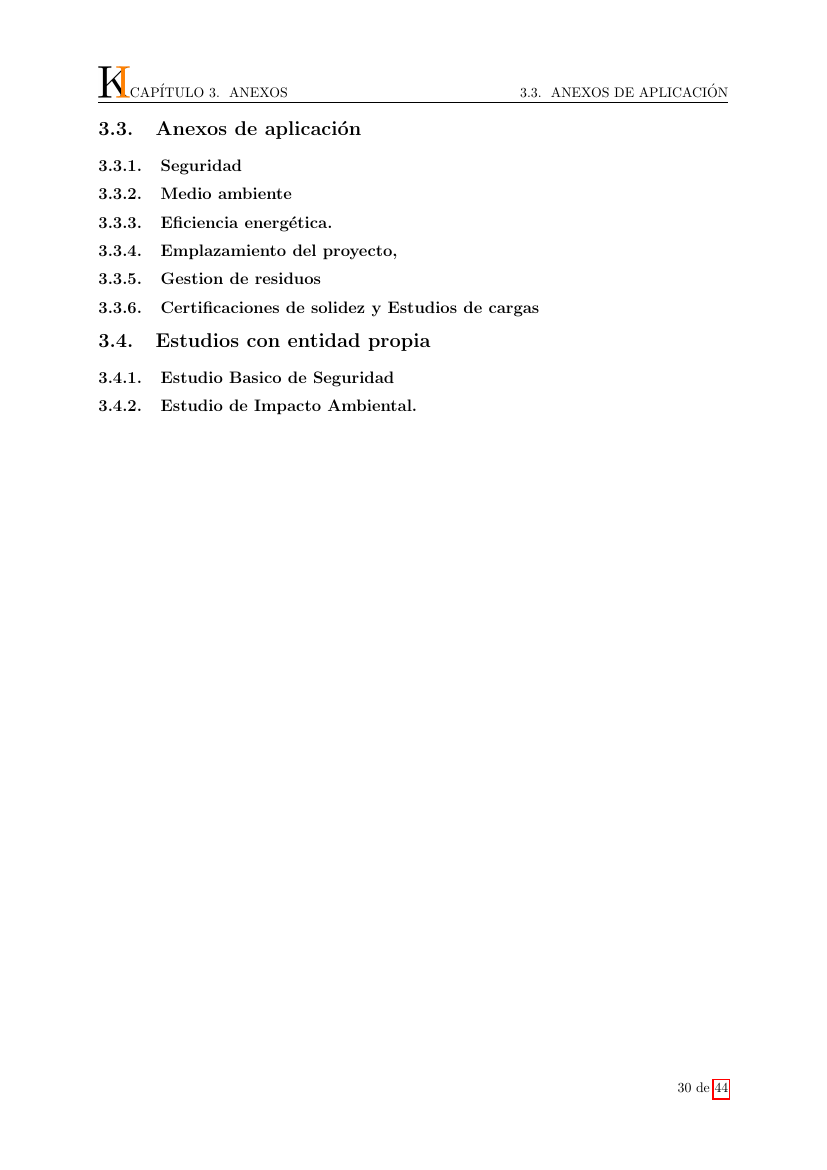 KI CAPÍTULO 3. ANEXOS 3.3. ANEXOS DE APLICACIÓN
3.3. Anexos de aplicación
3.3.1. Seguridad
3.3.2. Medio ambiente
3.3.3. Eficiencia energética.
3.3.4. Emplazamiento del proyecto,
3.3.5. Gestion de residuos
3.3.6. Certificaciones de solidez y Estudios de cargas
3.4. Estudios con entidad propia
3.4.1. Estudio Basico de Seguridad
3.4.2. Estudio de Impacto Ambiental.
30 de 44